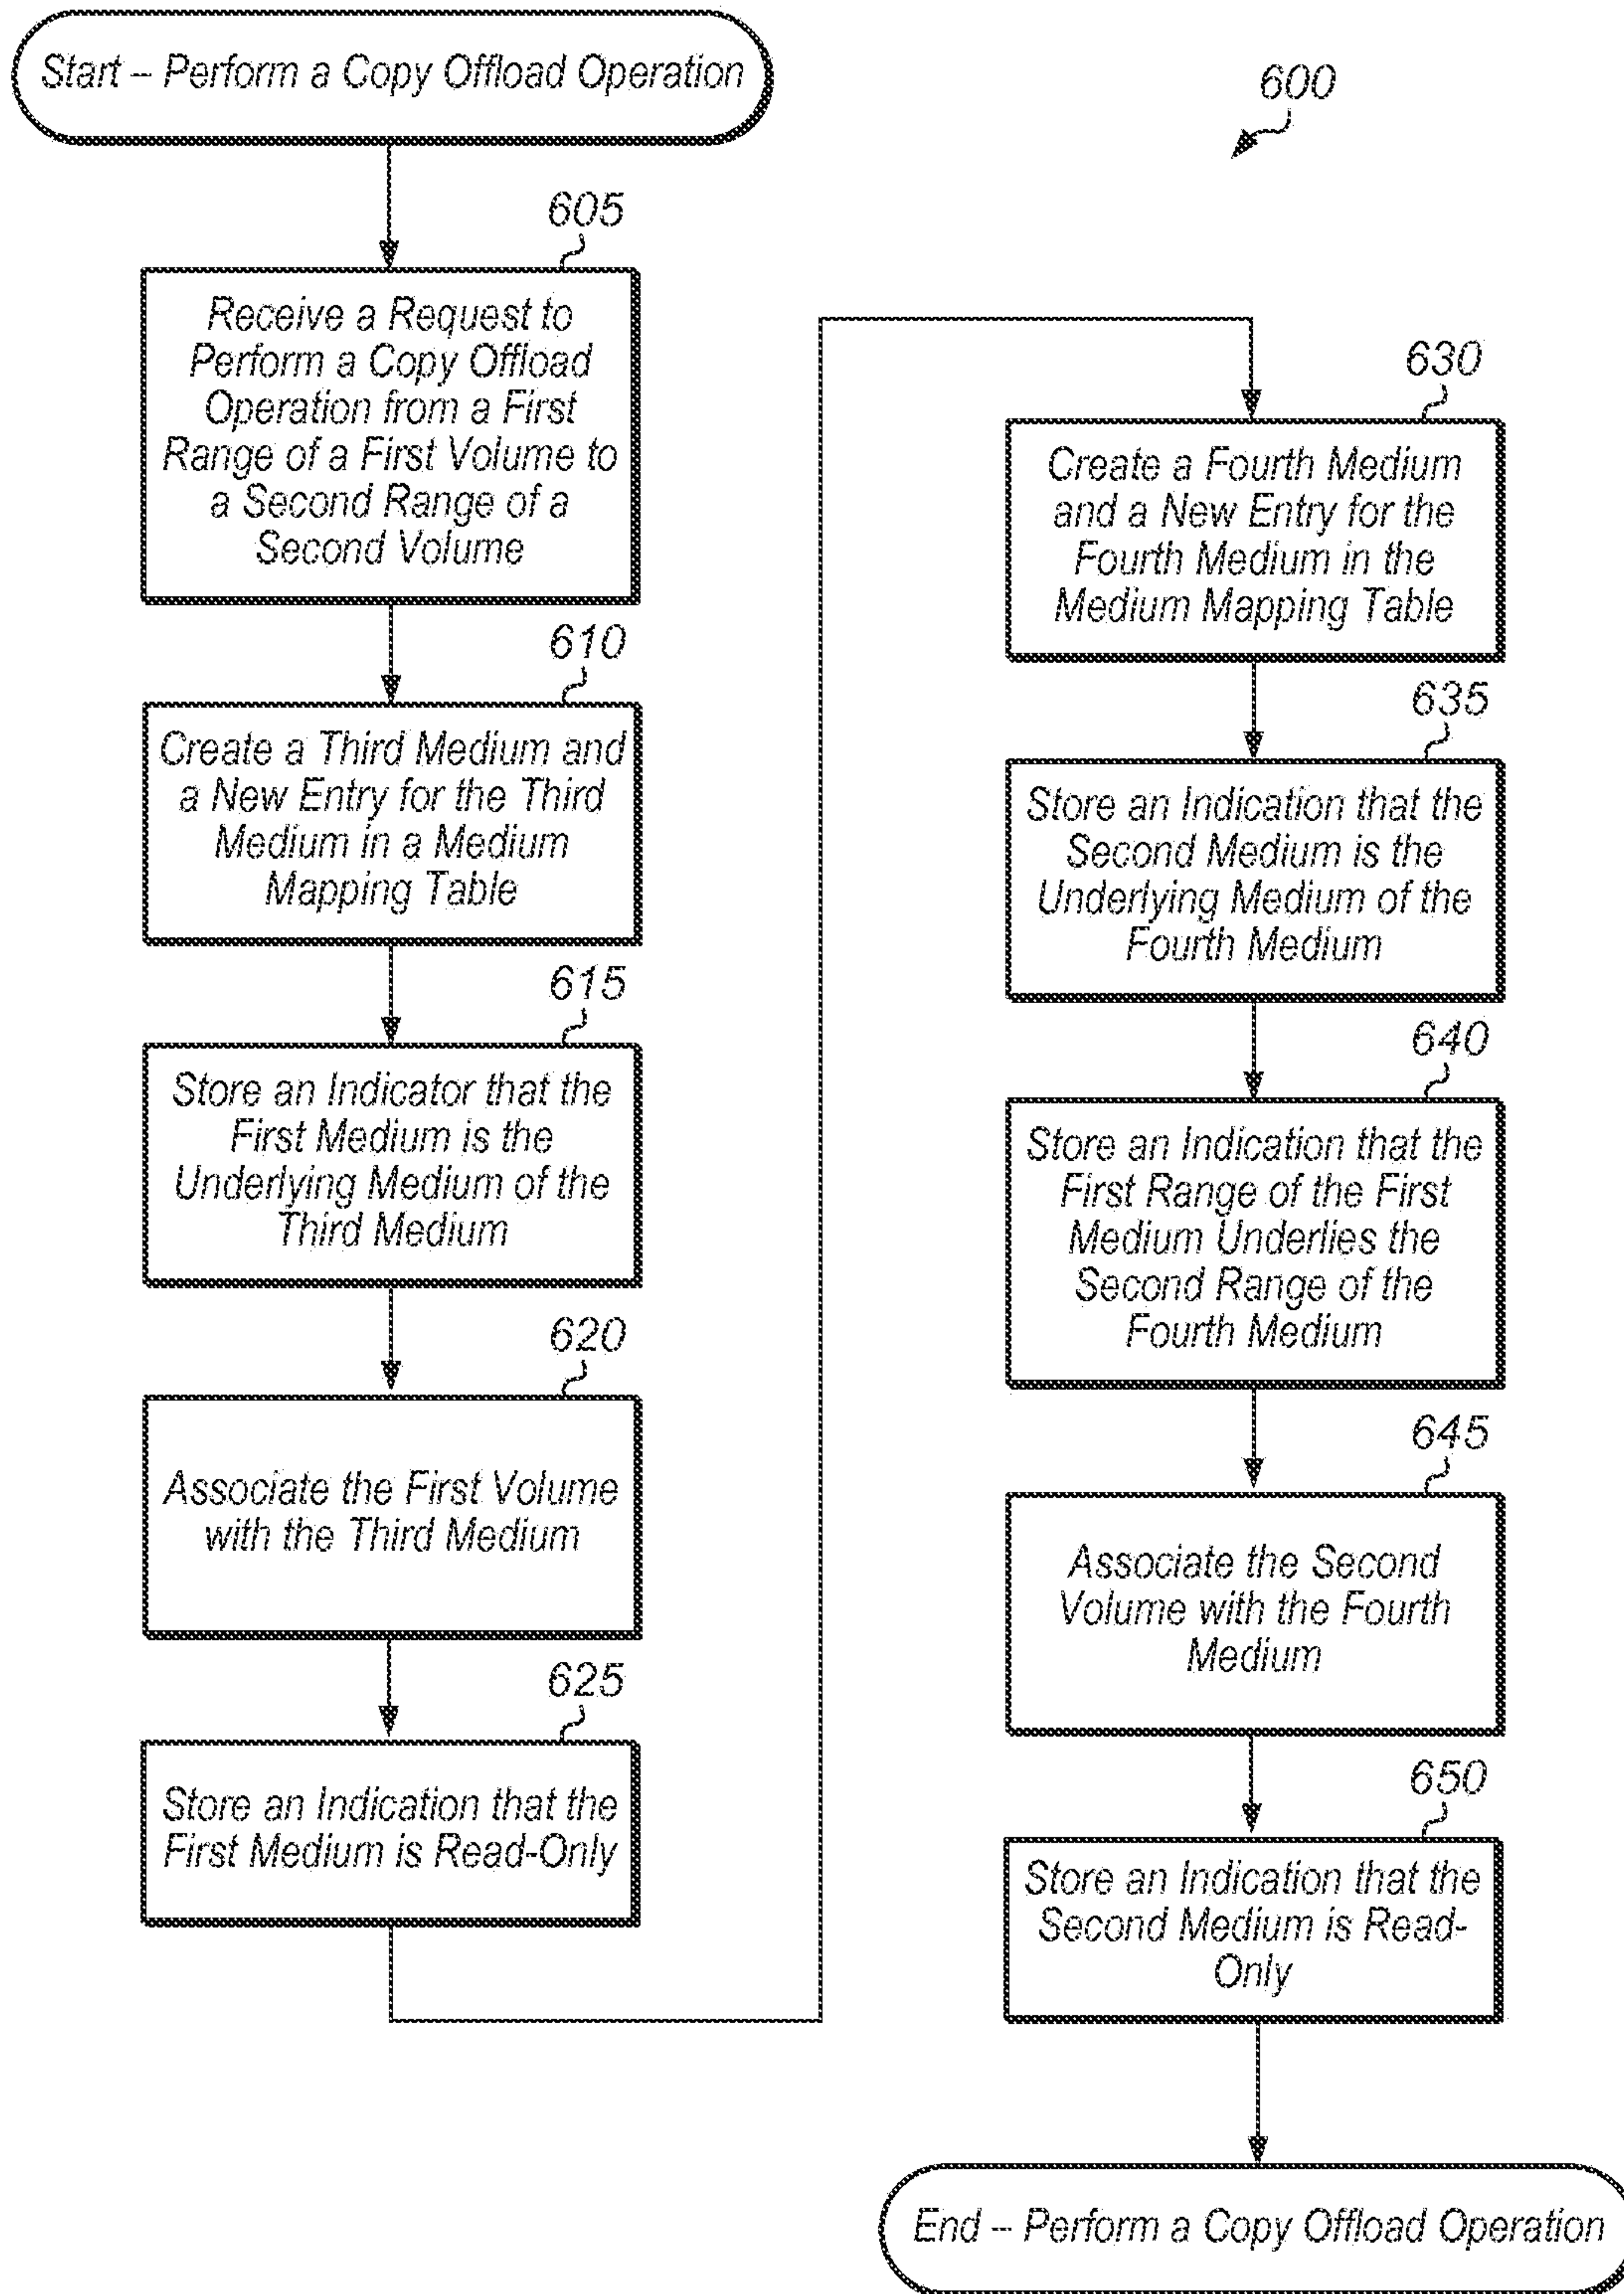 Start – Perform a Copy Offload Operation
600
605
Receive a Request to
Perform a Copy Offload
Operation from a First
Range of a First Volume to
a Second Range of a
Second Volume
610
Create a Third Medium and
a New Entry for the Third
Medium in a Medium
Mapping Table
615
Store an Indicator that the
First Medium is the
Underlying Medium of the
Third Medium
620
Associate the First Volume
with the Third Medium
625
Store an Indication that the
First Medium is Read-Only
630
Create a Fourth Medium
and a New Entry for the
Fourth Medium in the
Medium Mapping Table
635
Store an Indication that the
Second Medium is the
Underlying Medium of the
Fourth Medium
640
Store an Indication that the
First Range of the First
Medium Underlies the
Second Range of the
Fourth Medium
645
Associate the Second
Volume with the Fourth
Medium
650
Store an Indication that the
Second Medium is Read-
Only
End – Perform a Copy Offload Operation